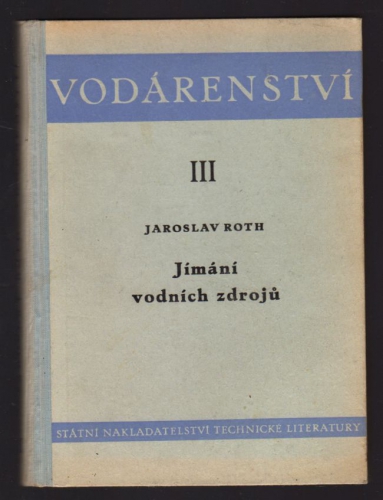 VODÁRENSTVÍ
III
JAROSLAV ROTH
Jímání
vodních zdrojů
STÁTNÍ NAKLADATELSTVÍ TECHNICKÉ LITERATURY